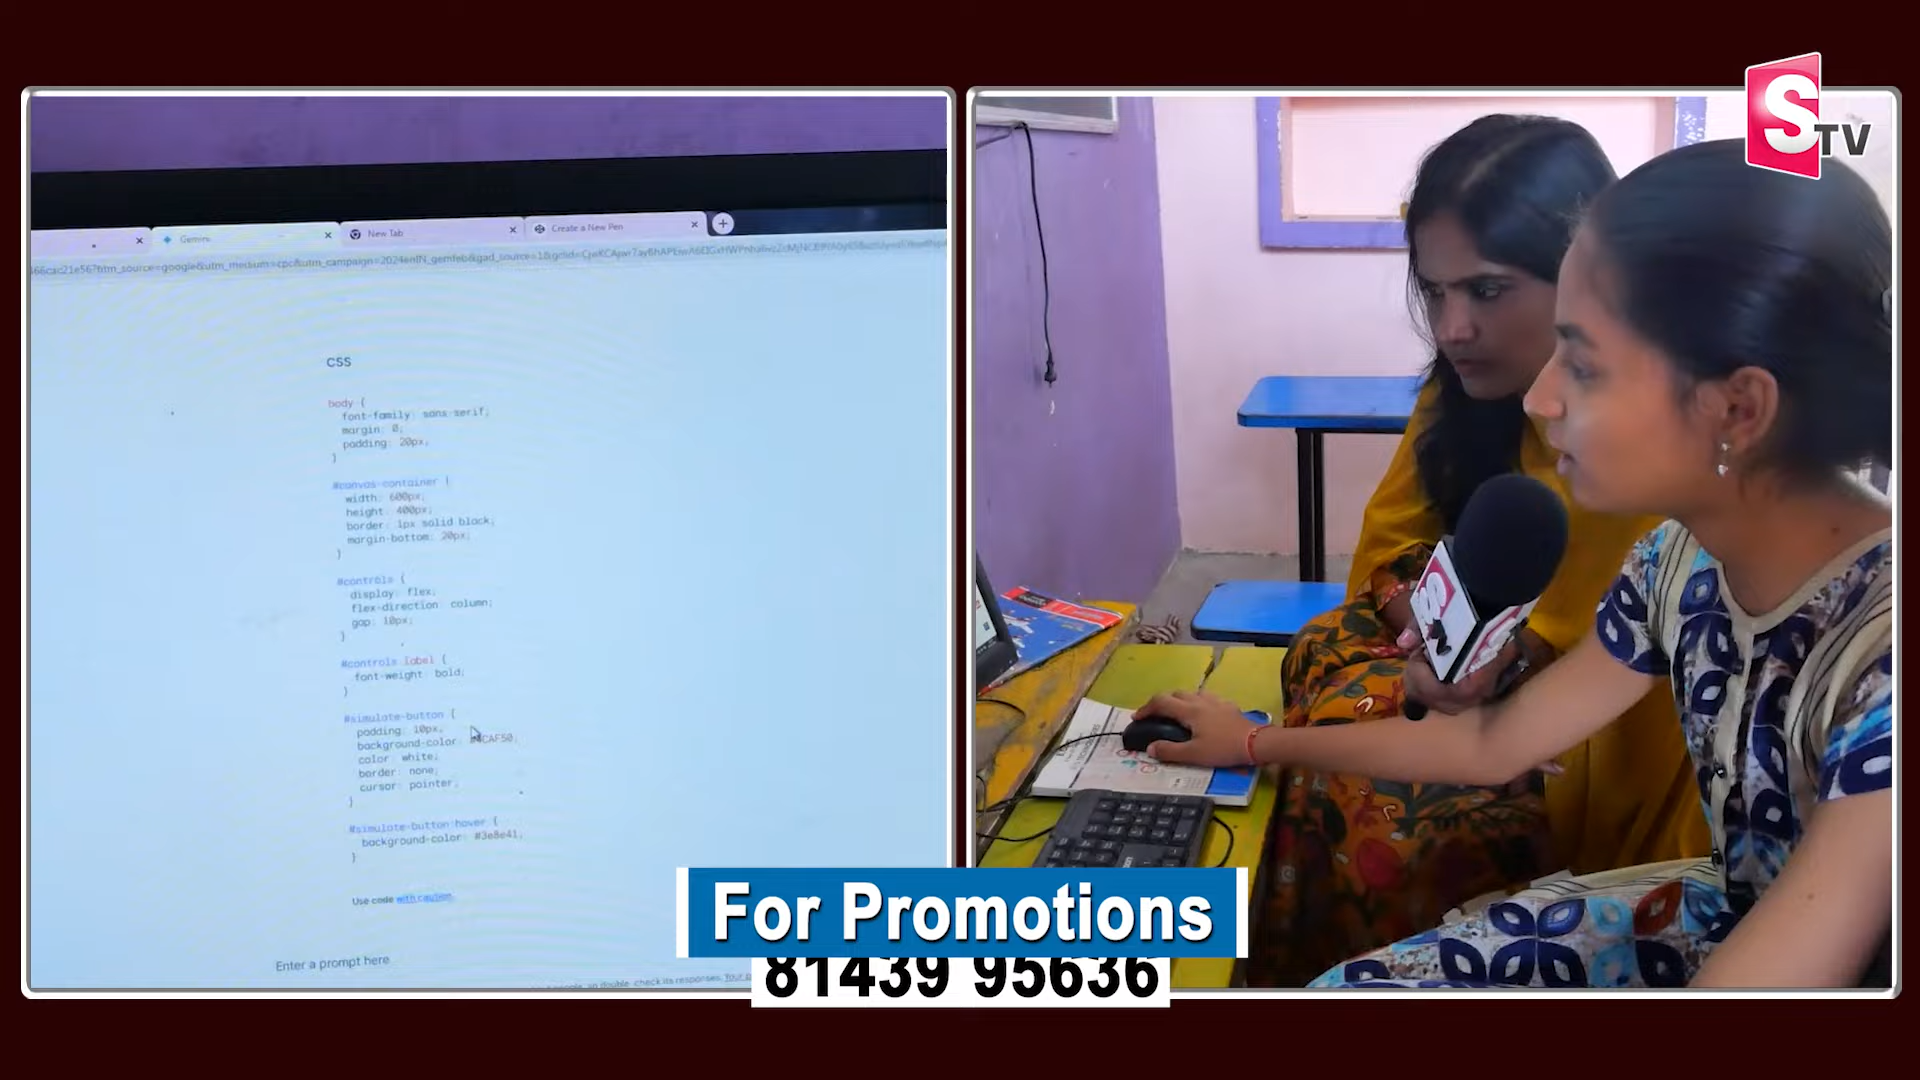 S
TV
Gemini
New Tab
Create a New Pen
CSS
body {
font-family: sans-serif;
margin: 0;
padding: 20px;
}
#canvas-container {
width: 600px;
height: 400px;
border: 1px solid black;
margin-bottom: 20px;
}
#controls {
display: flex;
flex-direction: column;
gap: 10px;
}
#controls label {
font-weight: bold;
}
#simulate-button {
padding: 10px;
background-color: #4CAF50;
color: white;
border: none;
cursor: pointer;
}
#simulate-button:hover {
background-color: #3e8e41;
}
Use code with caution.
Enter a prompt here
For Promotions
81439 95636